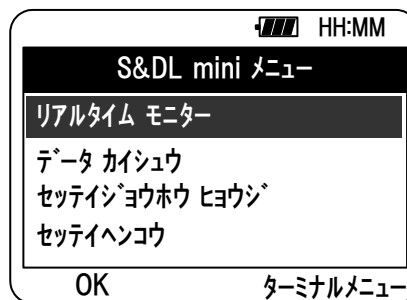 HH:MM
S&DL mini ﾒﾆｭｰ
ﾘｱﾙﾀｲﾑ ﾓﾆﾀｰ
ﾃﾞｰﾀ ｶｲｼｭｳ
ｾｯﾃｲｼﾞｮｳﾎｳ ﾋｮｳｼﾞ
ｾｯﾃｲﾍﾝｺｳ
OK ﾀｰﾐﾅﾙﾒﾆｭｰ